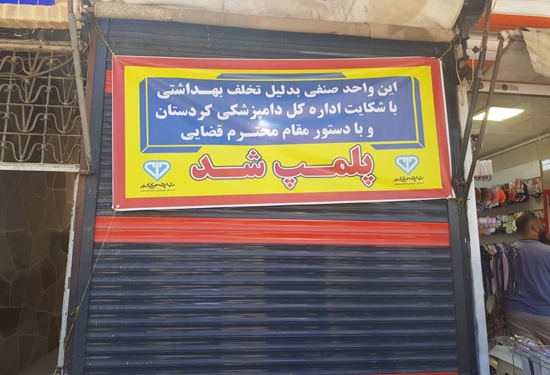 این واحد صنفی بدلیل تخلف بهداشتی
با شکایت اداره کل دامپزشکی کردستان
و با دستور مقام محترم قضایی
پلمپ شد